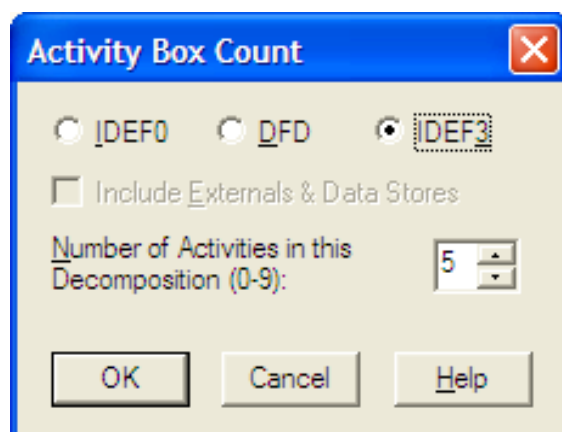 Activity Box Count
IDEF0 DFD IDEF3
Include Externals & Data Stores
Number of Activities in this
Decomposition (0-9):
5
OK Cancel Help